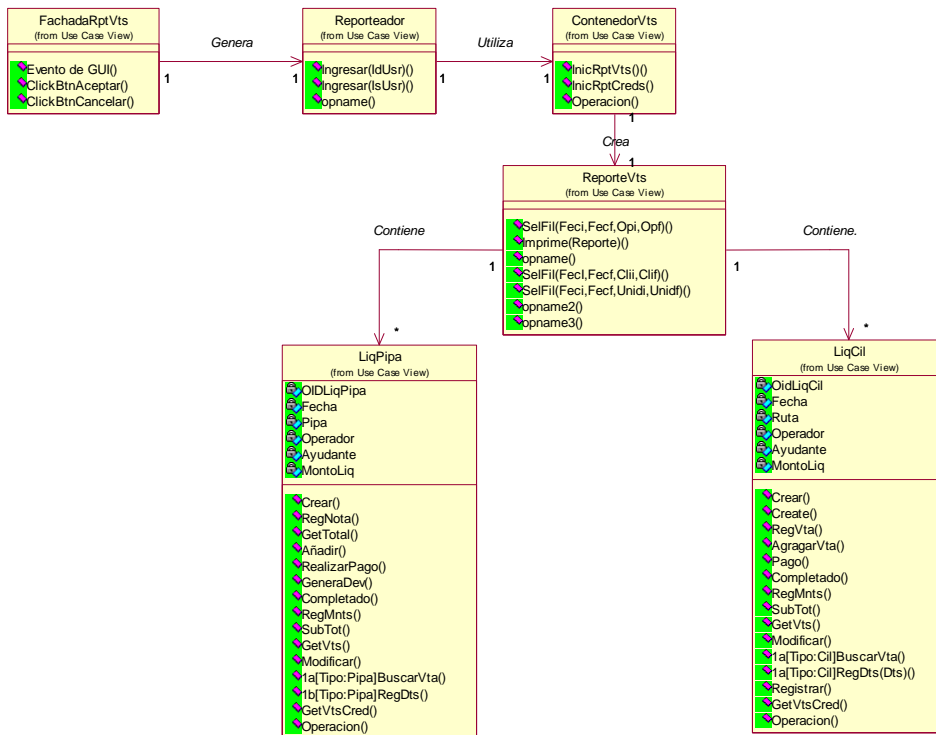 FachadaRptVts
(from Use Case View)
Evento de GUI()
ClickBtnAceptar()
ClickBtnCancelar()
Genera
1
1
Reporteador
(from Use Case View)
Ingresar(IdUsr)()
Ingresar(IsUsr)()
opname()
Utiliza
1
1
ContenedorVts
(from Use Case View)
InicRptVts()()
InicRptCreds()
Operacion()
1
Crea
1
ReporteVts
(from Use Case View)
SelFil(Feci,Fecf,Opi,Opf)()
Imprime(Reporte)()
opname()
SelFil(FecI,Fecf,Clii,Clif)()
SelFil(Feci,Fecf,Unidi,Unidf)()
opname2()
opname3()
Contiene
1
*
Contiene.
1
*
LiqPipa
(from Use Case View)
OIDLiqPipa
Fecha
Pipa
Operador
Ayudante
MontoLiq
Crear()
RegNota()
GetTotal()
Añadir()
RealizarPago()
GeneraDev()
Completado()
RegMnts()
SubTot()
GetVts()
Modificar()
1a[Tipo:Pipa]BuscarVta()
1b[Tipo:Pipa]RegDts()
GetVtsCred()
Operacion()
LiqCil
(from Use Case View)
OidLiqCil
Fecha
Ruta
Operador
Ayudante
MontoLiq
Crear()
Create()
RegVta()
AgragarVta()
Pago()
Completado()
RegMnts()
SubTot()
GetVts()
Modificar()
1a[Tipo:Cil]BuscarVta()
1a[Tipo:Cil]RegDts(Dts)()
Registrar()
GetVtsCred()
Operacion()